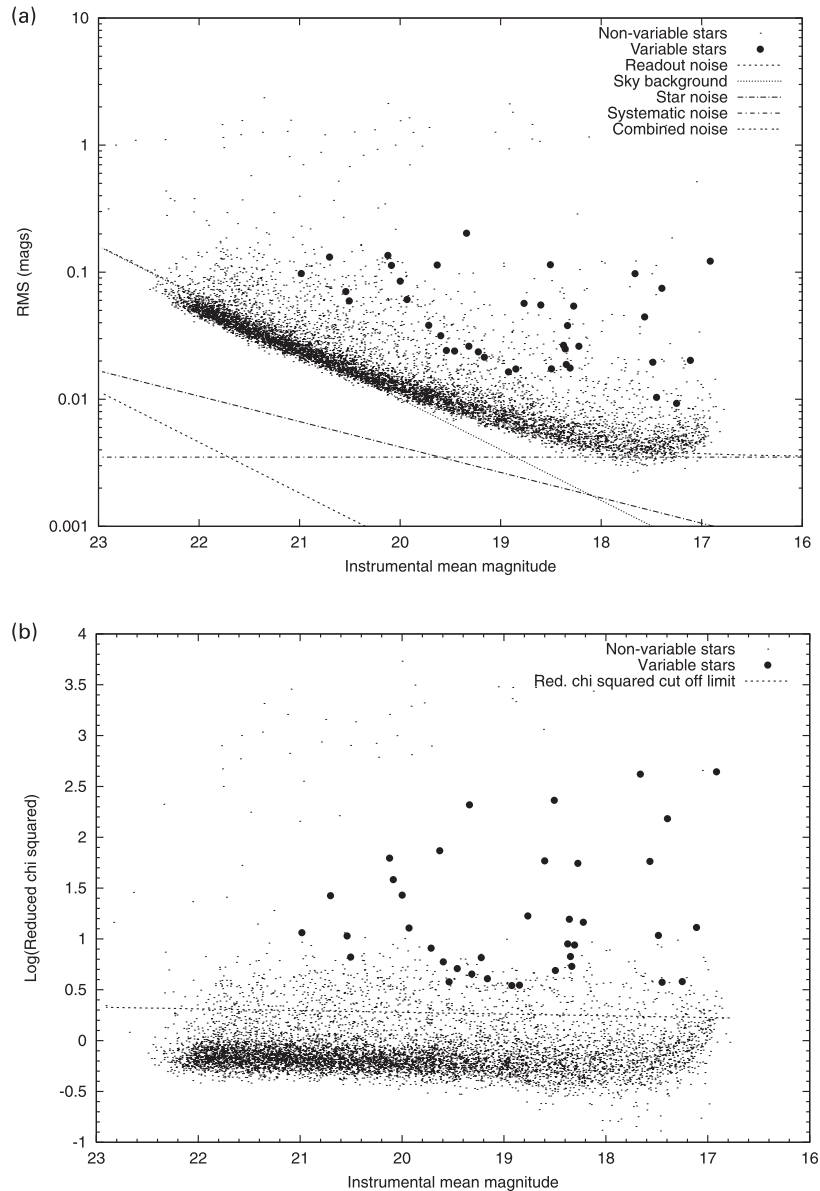 (a)
10
1
0.1
0.01
0.001
RMS (mags)
Non-variable stars
Variable stars
Readout noise
Sky background
Star noise
Systematic noise
Combined noise
23 22 21 20 19 18 17 16
Instrumental mean magnitude
(b)
4
3.5
3
2.5
2
1.5
1
0.5
0
-0.5
-1
Log(Reduced chi squared)
Non-variable stars
Variable stars
Red. chi squared cut off limit
23 22 21 20 19 18 17 16
Instrumental mean magnitude